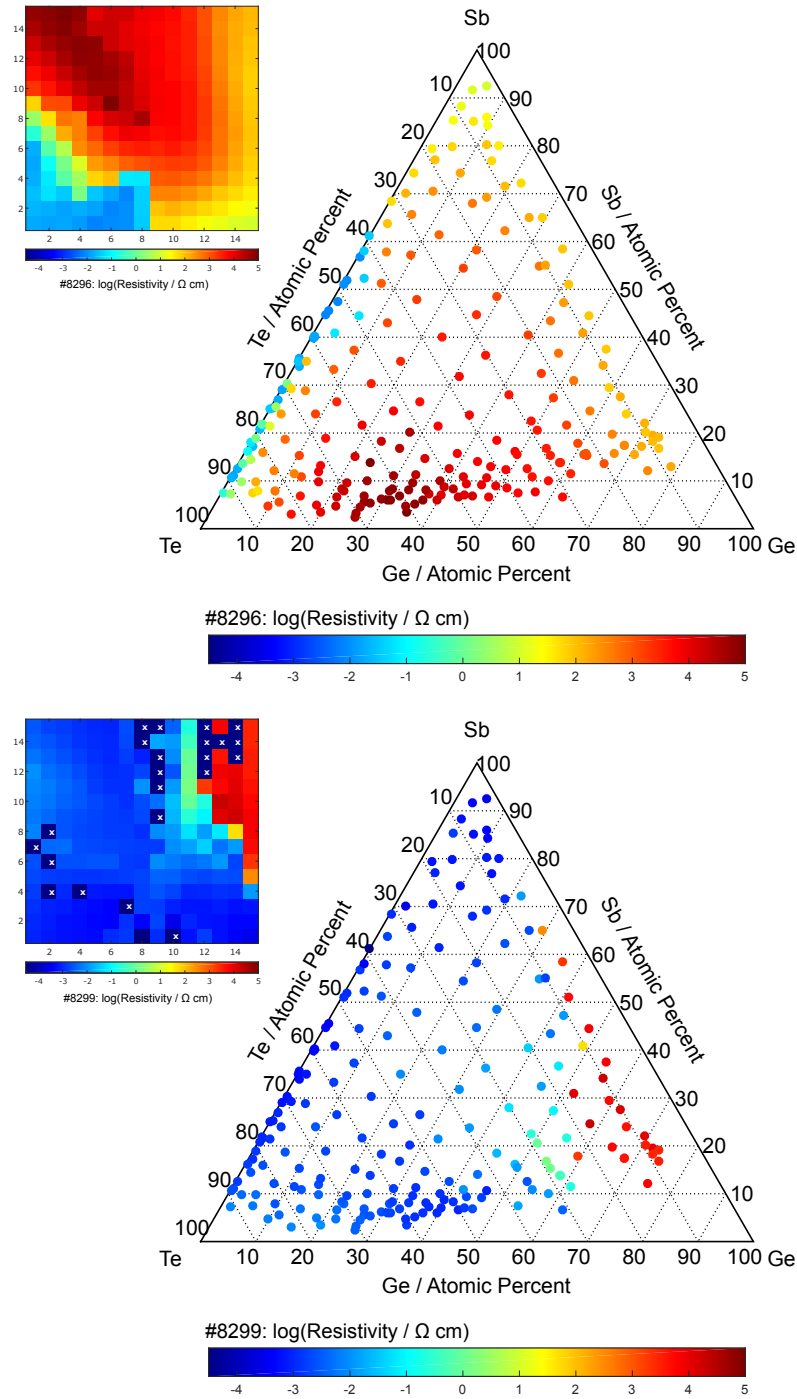 14
12
10
8
6
4
2
2 4 6 8 10 12 14
-4 -3 -2 -1 0 1 2 3 4 5
#8296: log(Resistivity / Ω cm)
Sb
100
10 90
20 80
30 70
40 60
50 50
60 40
70 30
80 20
90 10
100
Te / Atomic Percent
Sb / Atomic Percent
10 20 30 40 50 60 70 80 90 100
Te Ge
Ge / Atomic Percent
#8296: log(Resistivity / Ω cm)
-4 -3 -2 -1 0 1 2 3 4 5
14
12
10
8
6
4
2
2 4 6 8 10 12 14
-4 -3 -2 -1 0 1 2 3 4 5
#8299: log(Resistivity / Ω cm)
Sb
100
10 90
20 80
30 70
40 60
50 50
60 40
70 30
80 20
90 10
100
Te / Atomic Percent
Sb / Atomic Percent
10 20 30 40 50 60 70 80 90 100
Te Ge
Ge / Atomic Percent
#8299: log(Resistivity / Ω cm)
-4 -3 -2 -1 0 1 2 3 4 5